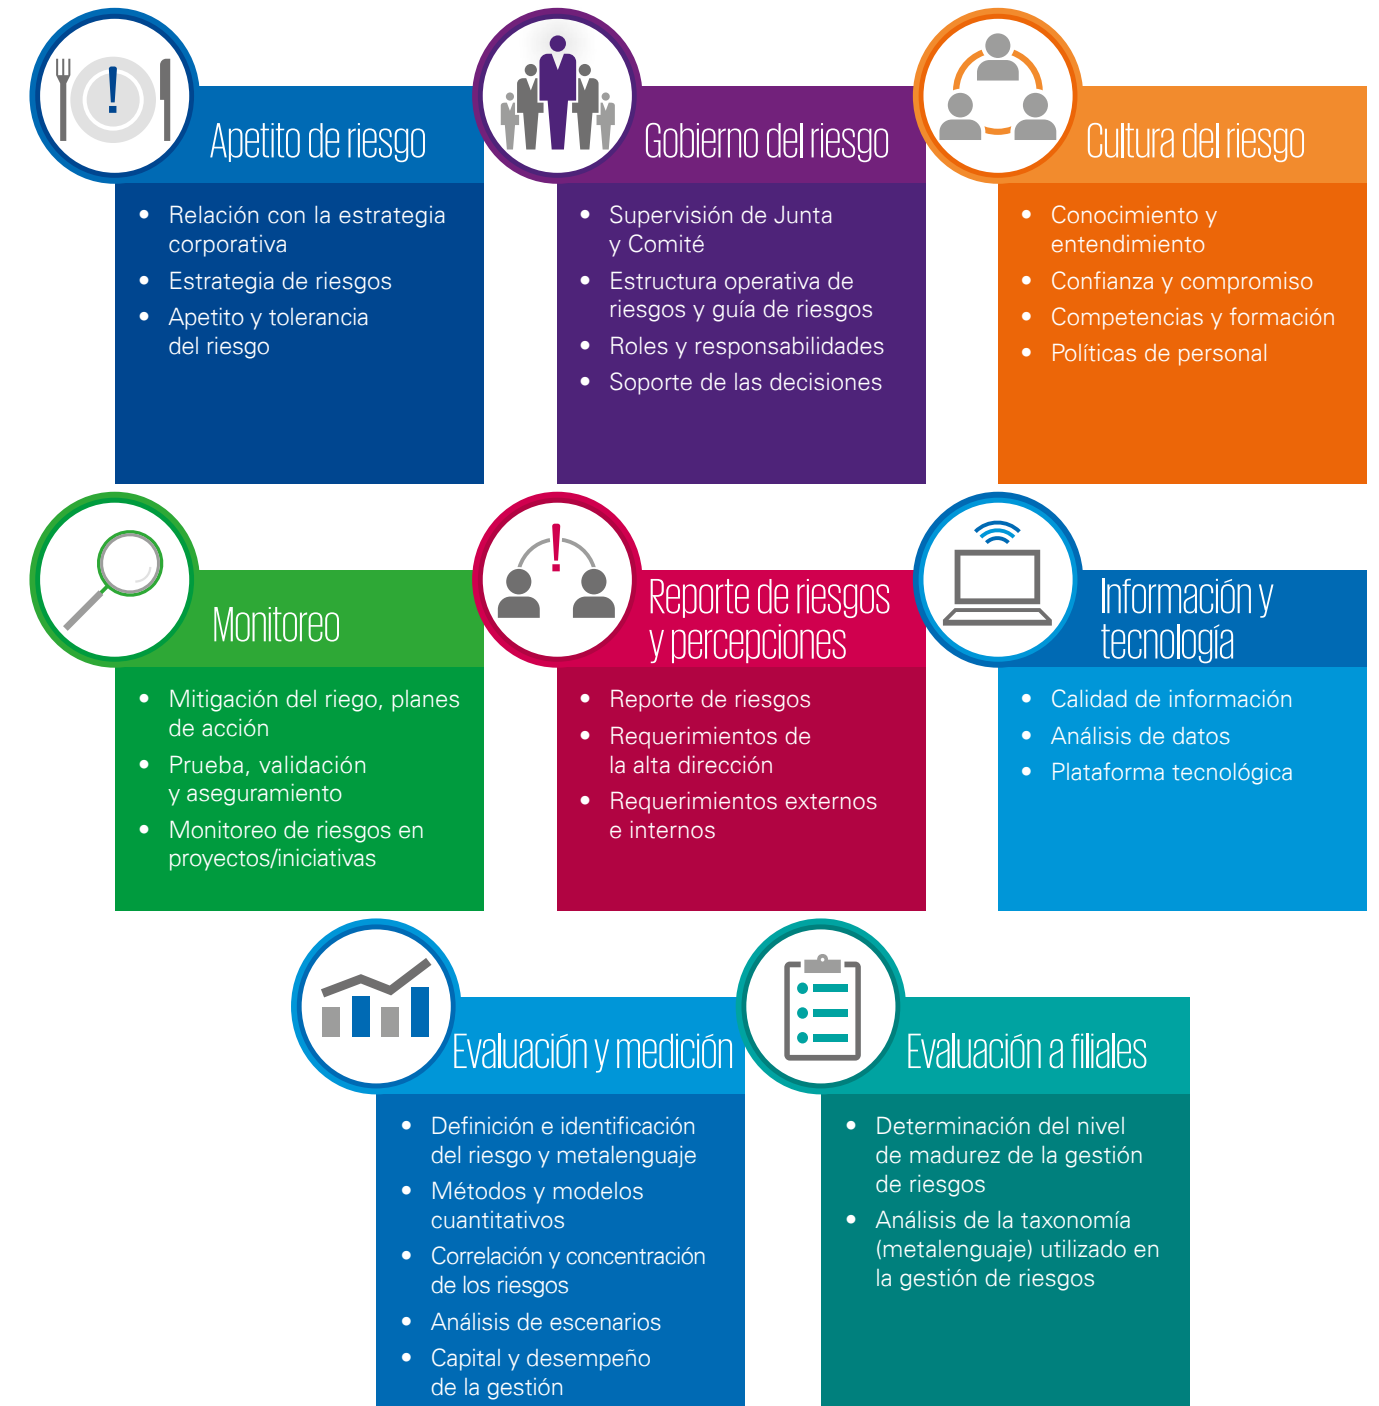 Apetito de riesgo
• Relación con la estrategia
corporativa
• Estrategia de riesgos
• Apetito y tolerancia
del riesgo
Gobierno del riesgo
• Supervisión de Junta
y Comité
• Estructura operativa de
riesgos y guía de riesgos
• Roles y responsabilidades
• Soporte de las decisiones
Cultura del riesgo
• Conocimiento y
entendimiento
• Confianza y compromiso
• Competencias y formación
• Políticas de personal
Monitoreo
• Mitigación del riego, planes
de acción
• Prueba, validación
y aseguramiento
• Monitoreo de riesgos en
proyectos/iniciativas
Reporte de riesgos
y percepciones
• Reporte de riesgos
• Requerimientos de
la alta dirección
• Requerimientos externos
e internos
Información y
tecnología
• Calidad de información
• Análisis de datos
• Plataforma tecnológica
Evaluación y medición
• Definición e identificación
del riesgo y metalenguaje
• Métodos y modelos
cuantitativos
• Correlación y concentración
de los riesgos
• Análisis de escenarios
• Capital y desempeño
de la gestión
Evaluación a filiales
• Determinación del nivel
de madurez de la gestión
de riesgos
• Análisis de la taxonomía
(metalenguaje) utilizado en
la gestión de riesgos